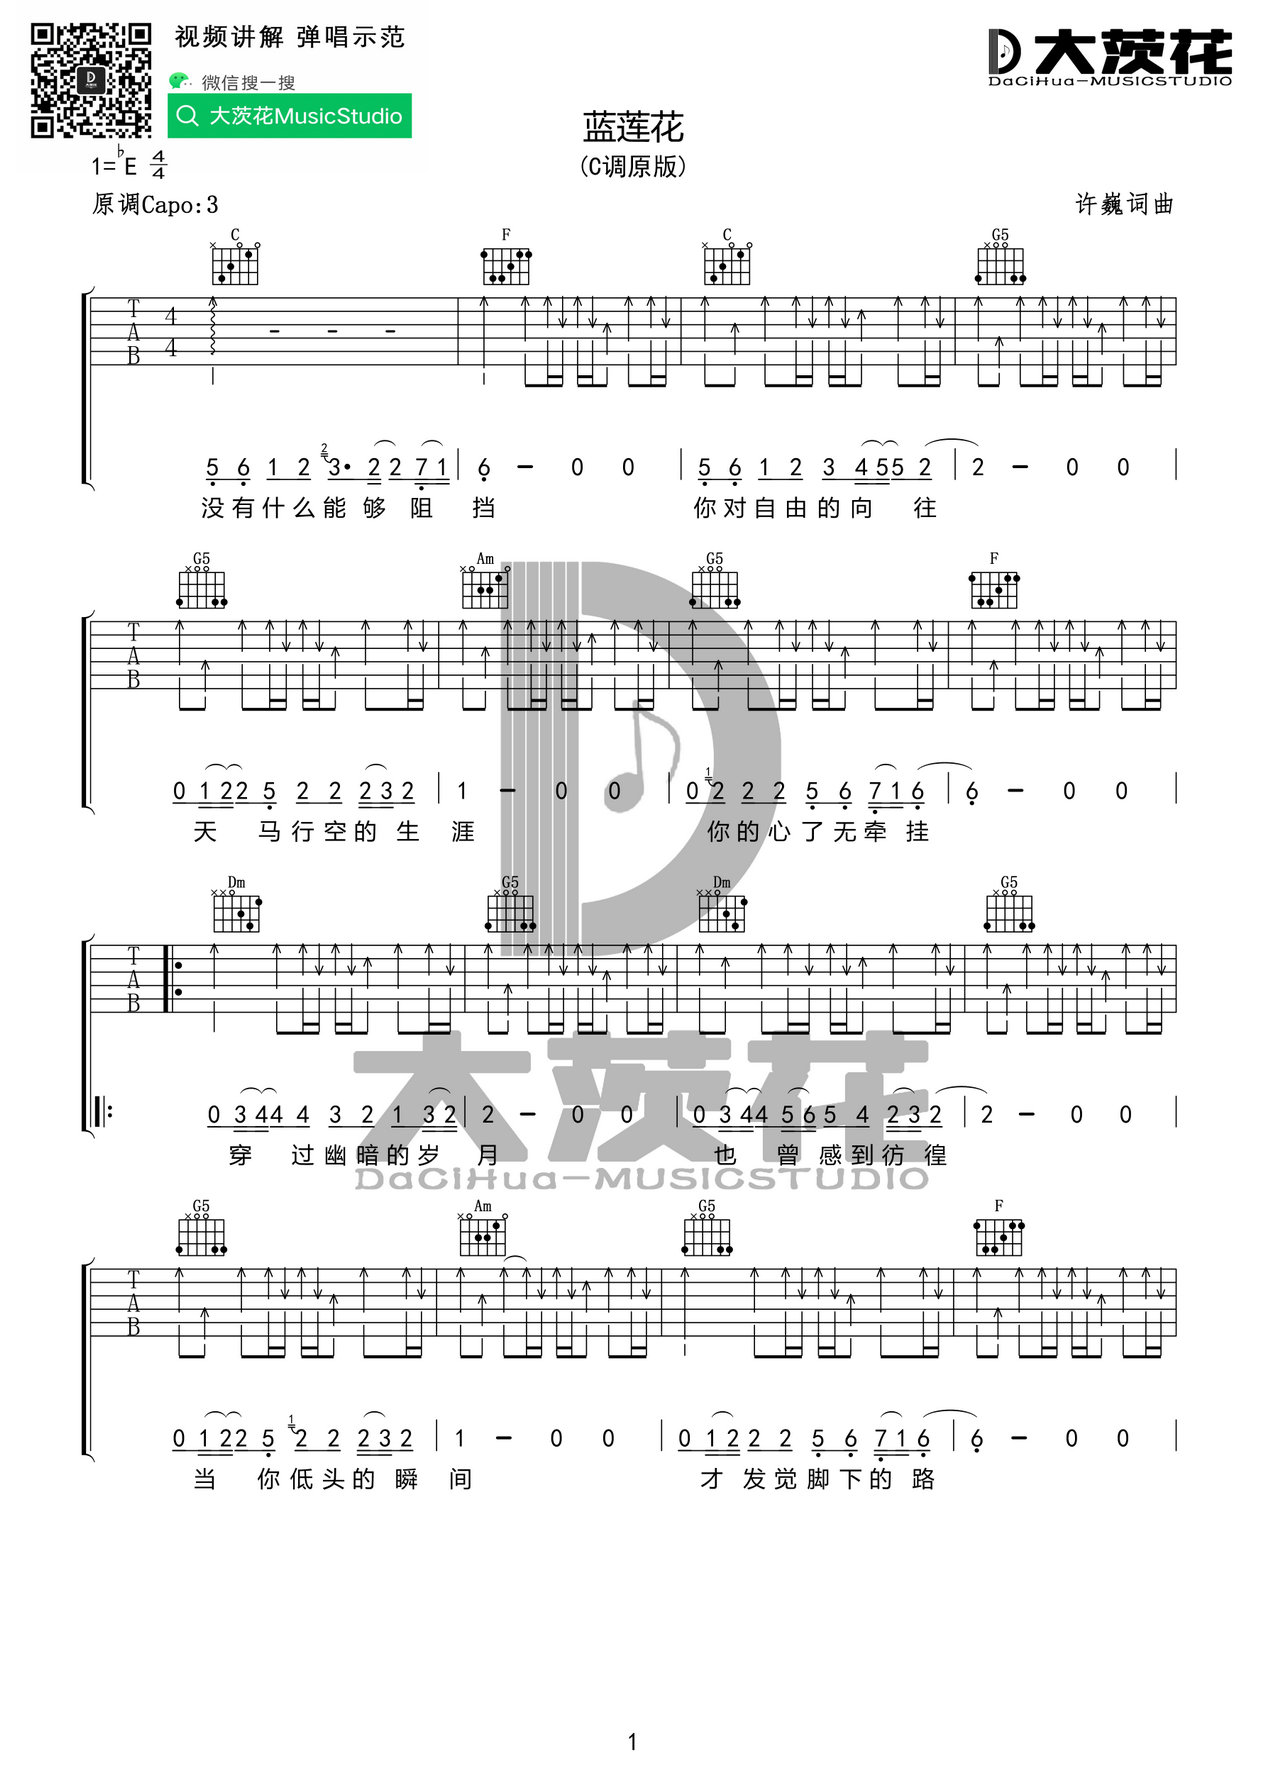 视频讲解 弹唱示范
微信搜一搜
大茨花MusicStudio
大茨花
DaCiHua-MUSICSTUDIO
蓝莲花
(C调原版)
1=♭E 4/4
原调Capo:3
许巍词曲
C F C G5
T A B 4/4
5 6 1 2 2 3· 2 2 7 1 | 6 - 0 0 | 5 6 1 2 3 4 5 5 2 | 2 - 0 0 |
没有什么能够阻挡 你对自由的向往
G5 Am G5 F
T A B
0 1 2 2 5 2 2 2 3 2 | 1 - 0 0 | 0 1 2 2 2 5 6 7 1 6 | 6 - 0 0 |
天马行空的生涯 你的心了无牵挂
Dm G5 Dm G5
T A B
0 3 4 4 4 3 2 1 3 2 | 2 - 0 0 | 0 3 4 4 5 6 5 4 2 3 2 | 2 - 0 0 |
穿过幽暗的岁月 也曾感到彷徨
大茨花
DaCiHua-MUSICSTUDIO
G5 Am G5 F
T A B
0 1 2 2 5 1 2 2 2 3 2 | 1 - 0 0 | 0 1 2 2 2 5 6 7 1 6 | 6 - 0 0 |
当你低头的瞬间 才发觉脚下的路
1